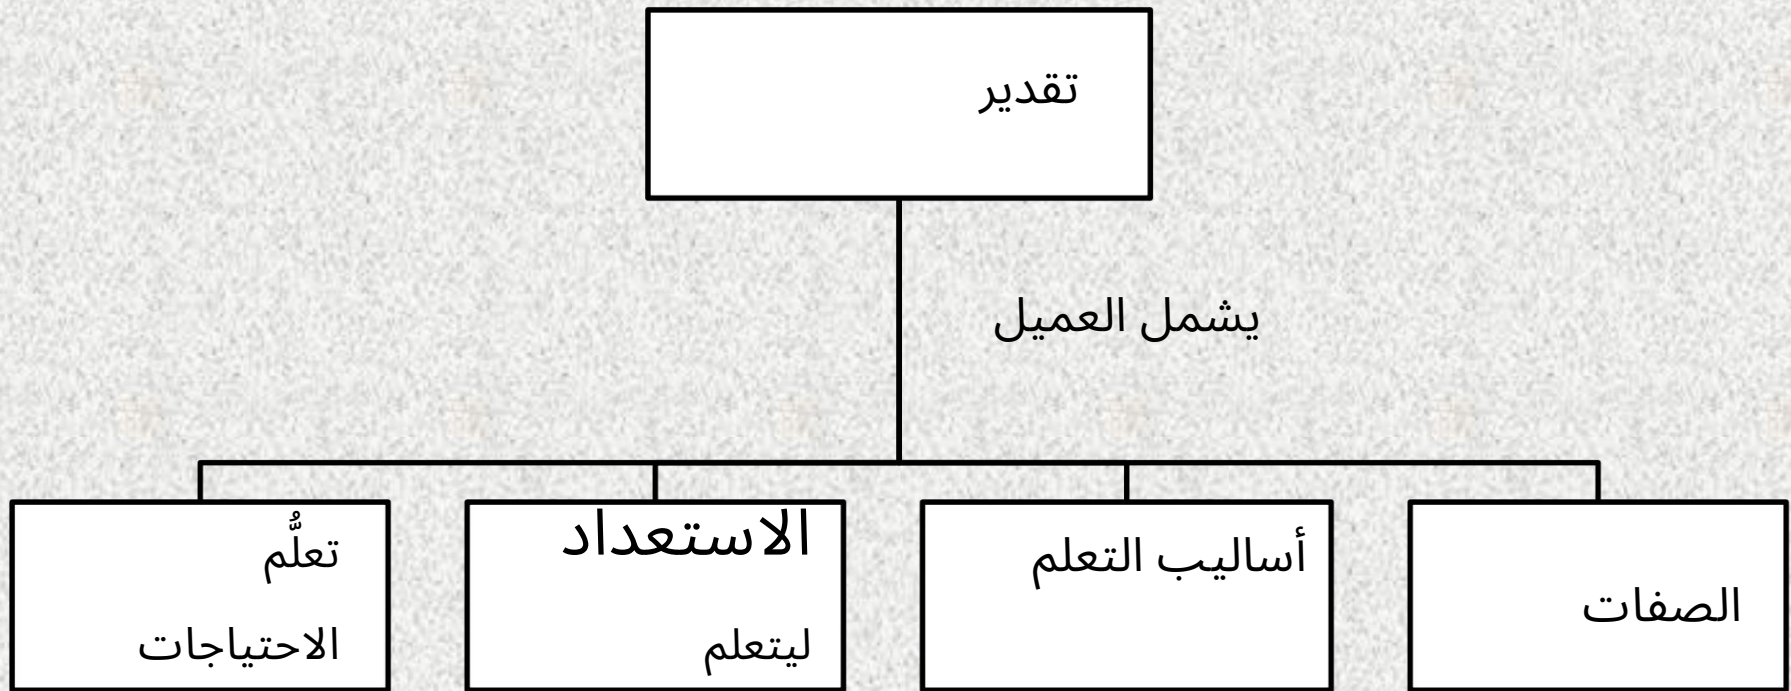 تقدير
يشمل العميل
الصفات
أساليب التعلم
الاستعداد
ليتعلم
تعلُّم
الاحتياجات